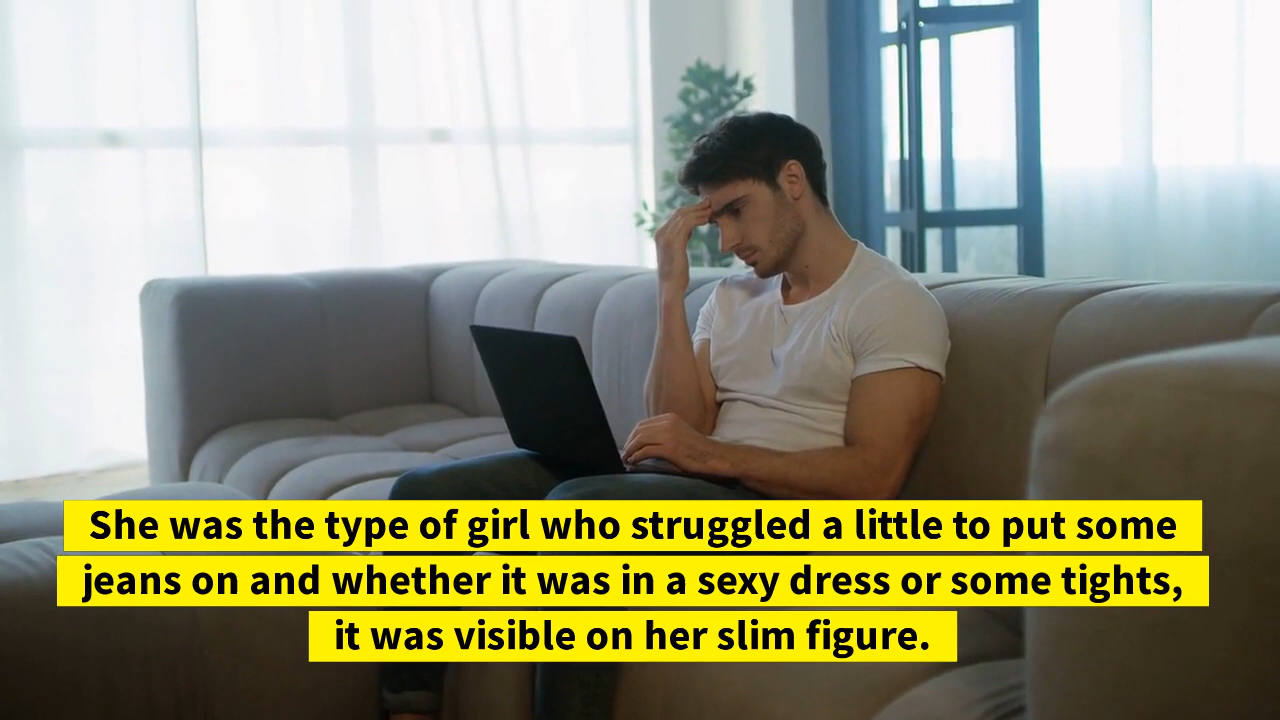 She was the type of girl who struggled a little to put some
jeans on and whether it was in a sexy dress or some tights,
it was visible on her slim figure.